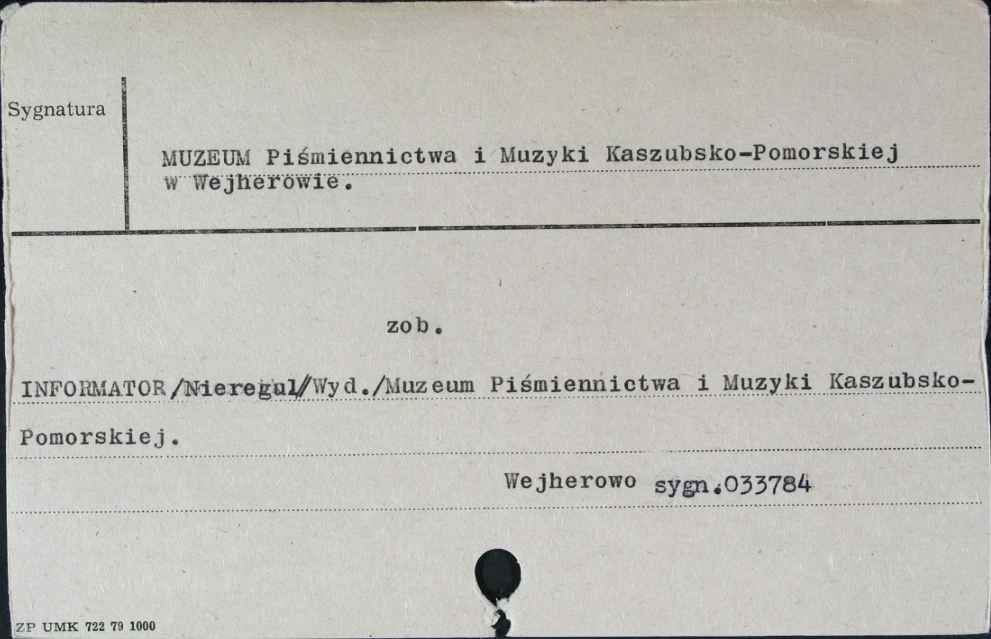 Sygnatura
MUZEUM Piśmiennictwa i Muzyki Kaszubsko-Pomorskiej
w Wejherowie.
zob.
INFORMATOR/Nieregul//Wyd./Muzeum Piśmiennictwa i Muzyki Kaszubsko-
Pomorskiej.
Wejherowo sygn.033784
ZP UMK 722 79 1000